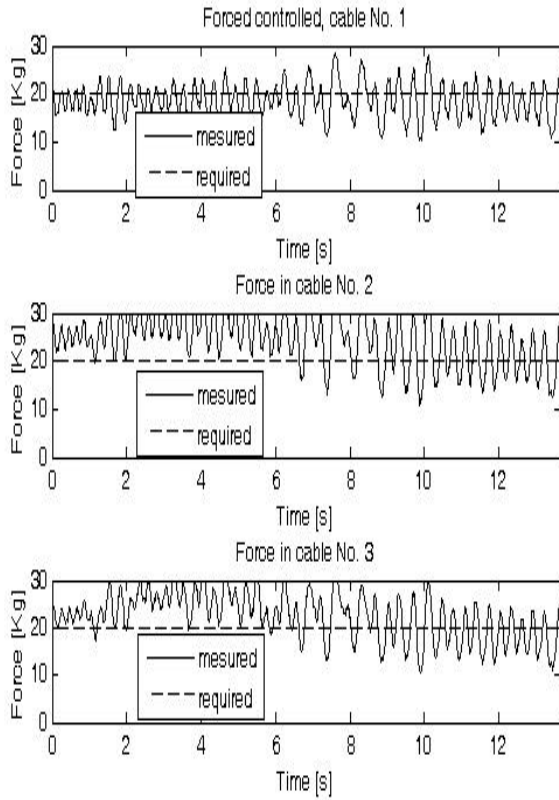 Forced controlled, cable No. 1
30
20
10
0
Force [Kg]
mesured
required
0 2 4 6 8 10 12
Time [s]
Force in cable No. 2
30
20
10
0
Force [Kg]
mesured
required
0 2 4 6 8 10 12
Time [s]
Force in cable No. 3
30
20
10
0
Force [Kg]
mesured
required
0 2 4 6 8 10 12
Time [s]